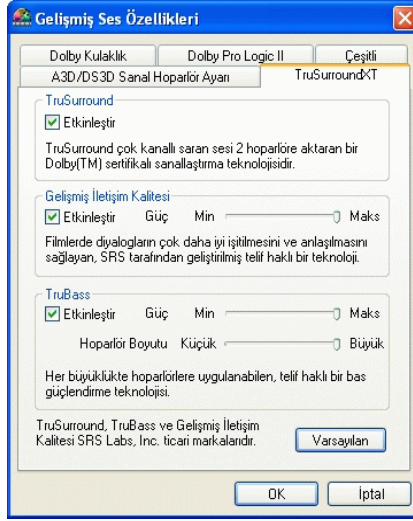 Gelişmiş Ses Özellikleri
Dolby Kulaklık Dolby Pro Logic II Çeşitli
A3D/DS3D Sanal Hoparlör Ayarı TruSurroundXT
TruSurround
Etkinleştir
TruSurround çok kanallı saran sesi 2 hoparlöre aktaran bir
Dolby(TM) sertifikalı sanallaştırma teknolojisidir.
Gelişmiş İletişim Kalitesi
Etkinleştir Güç Min Maks
Filmlerde diyalogların çok daha iyi işitilmesini ve anlaşılmasını
sağlayan, SRS tarafından geliştirilmiş telif haklı bir teknoloji.
TruBass
Etkinleştir Güç Min Maks
Hoparlör Boyutu Küçük Büyük
Her büyüklükte hoparlörlere uygulanabilen, telif haklı bir bas
güçlendirme teknolojisi.
TruSurround, TruBass ve Gelişmiş İletişim
Kalitesi SRS Labs, Inc. ticari markalarıdır.
Varsayılan
OK İptal